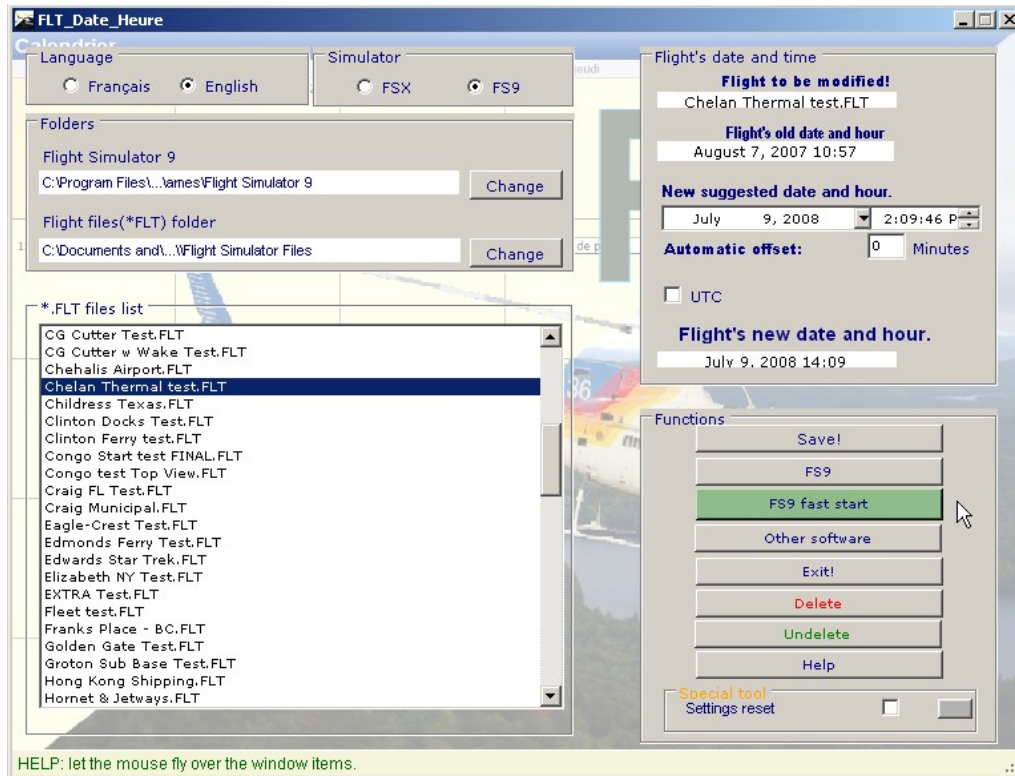 FLT_Date_Heure
Calendrier
Language
Français
English
Simulator
FSX
FS9
jeudi
Folders
Flight Simulator 9
C:\Program Files\...\ames\Flight Simulator 9
Change
Flight files(*FLT) folder
C:\Documents and\...\\Flight Simulator Files
Change
de p
*.FLT files list
CG Cutter Test.FLT
CG Cutter w Wake Test.FLT
Chehalis Airport.FLT
Chelan Thermal test.FLT
Childress Texas.FLT
Clinton Docks Test.FLT
Clinton Ferry test.FLT
Congo Start test FINAL.FLT
Congo test Top View.FLT
Craig FL Test.FLT
Craig Municipal.FLT
Eagle-Crest Test.FLT
Edmonds Ferry Test.FLT
Edwards Star Trek.FLT
Elizabeth NY Test.FLT
EXTRA Test.FLT
Fleet test.FLT
Franks Place - BC.FLT
Golden Gate Test.FLT
Groton Sub Base Test.FLT
Hong Kong Shipping.FLT
Hornet & Jetways.FLT
36
Flight's date and time
Flight to be modified!
Chelan Thermal test.FLT
Flight's old date and hour
August 7, 2007 10:57
New suggested date and hour.
July 9, 2008
2:09:46 P
Automatic offset:
0
Minutes
UTC
Flight's new date and hour.
July 9, 2008 14:09
Functions
Save!
FS9
FS9 fast start
Other software
Exit!
Delete
Undelete
Help
Special tool
Settings reset
HELP: let the mouse fly over the window items.